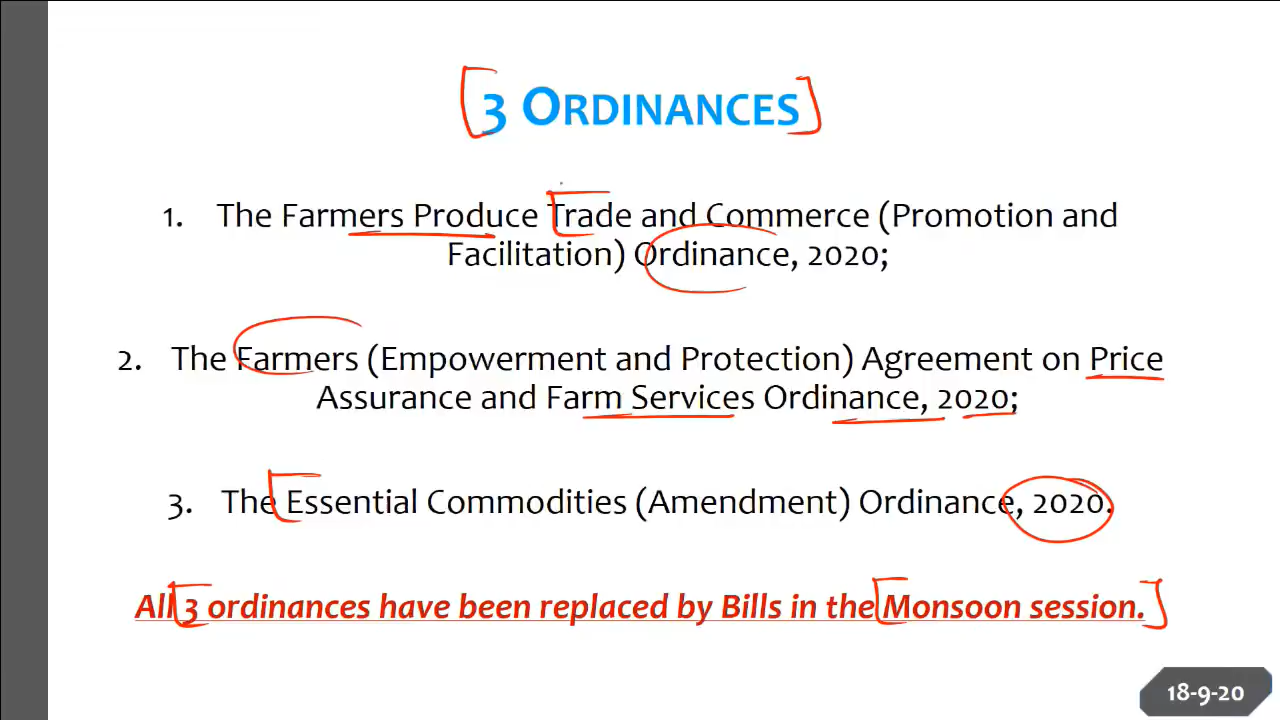 3 ORDINANCES
1. The Farmers Produce Trade and Commerce (Promotion and
Facilitation) Ordinance, 2020;
2. The Farmers (Empowerment and Protection) Agreement on Price
Assurance and Farm Services Ordinance, 2020;
3. The Essential Commodities (Amendment) Ordinance, 2020.
All 3 ordinances have been replaced by Bills in the Monsoon session.
18-9-20